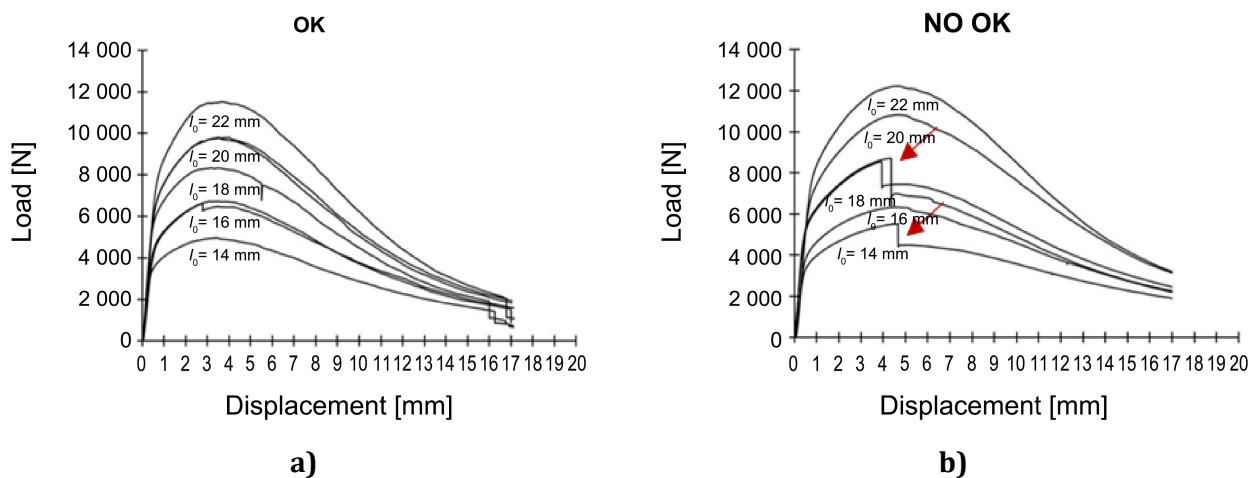 OK
14 000
12 000
10 000
8 000
6 000
4 000
2 000
0
Load [N]
l0= 22 mm
l0= 20 mm
l0= 18 mm
l0= 16 mm
l0= 14 mm
0 1 2 3 4 5 6 7 8 9 10 11 12 13 14 15 16 17 18 19 20
Displacement [mm]
a)
NO OK
14 000
12 000
10 000
8 000
6 000
4 000
2 000
0
Load [N]
l0= 22 mm
l0= 20 mm
l0= 18 mm
l0= 16 mm
l0= 14 mm
0 1 2 3 4 5 6 7 8 9 10 11 12 13 14 15 16 17 18 19 20
Displacement [mm]
b)